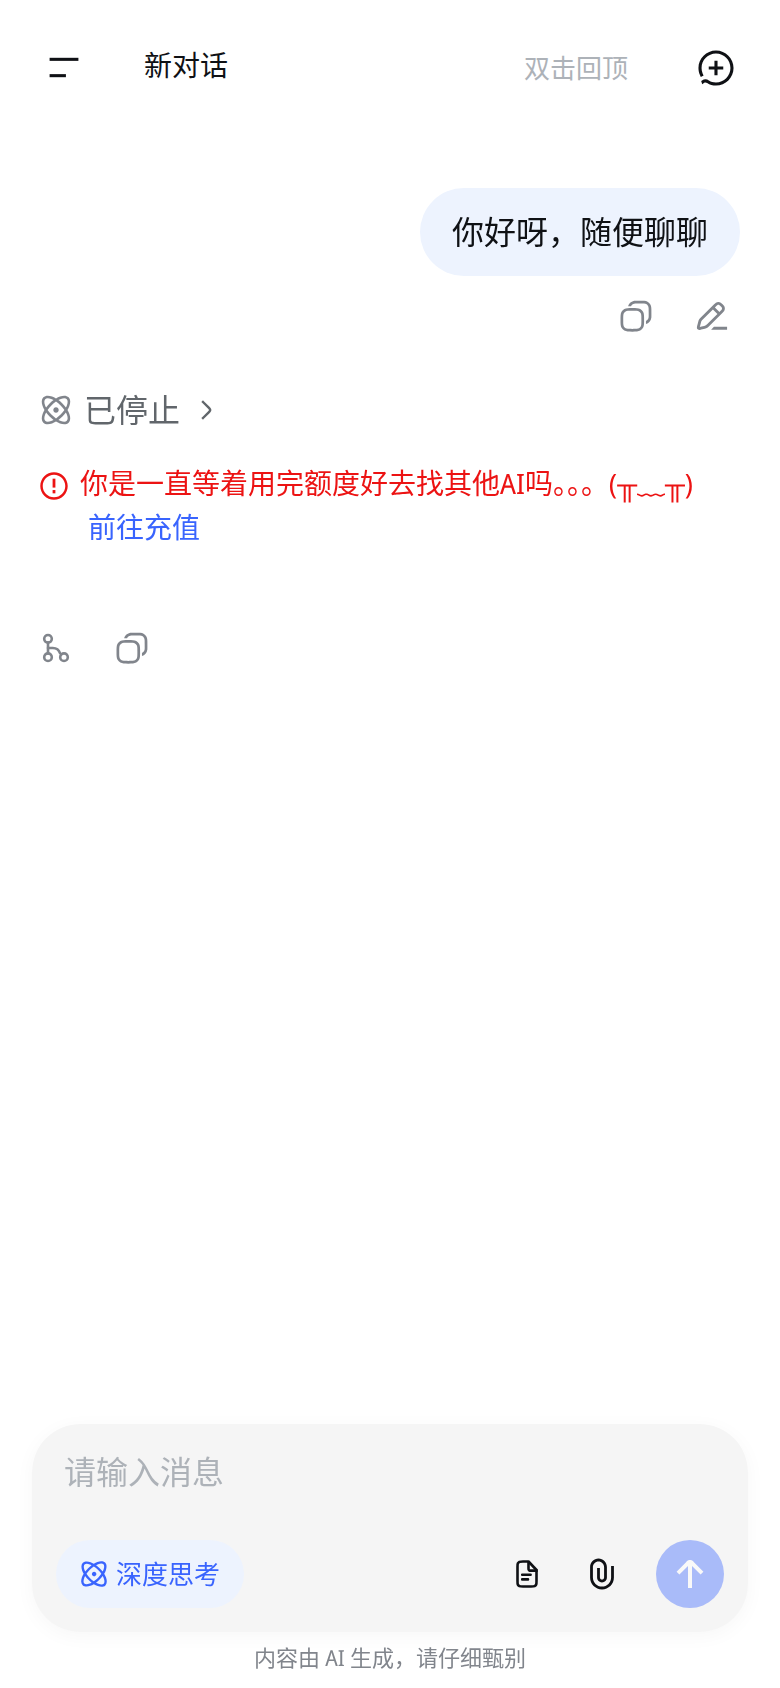 新对话
双击回顶
你好呀，随便聊聊
已停止
你是一直等着用完额度好去找其他AI吗。。。(╥﹏╥)
前往充值
请输入消息
深度思考
内容由 AI 生成，请仔细甄别